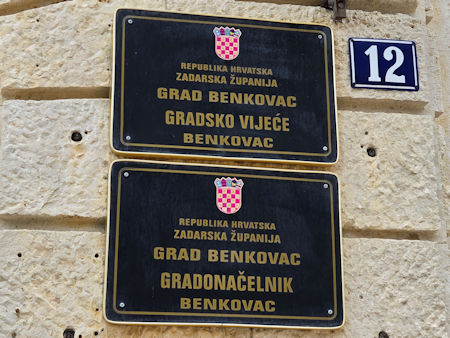 REPUBLIKA HRVATSKA
ZADARSKA ŽUPANIJA
GRAD BENKOVAC
GRADSKO VIJEĆE
BENKOVAC
12
REPUBLIKA HRVATSKA
ZADARSKA ŽUPANIJA
GRAD BENKOVAC
GRADONAČELNIK
BENKOVAC